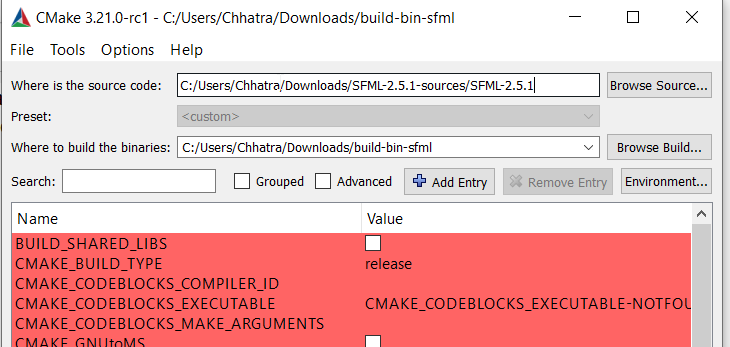 CMake 3.21.0-rc1 - C:/Users/Chhatra/Downloads/build-bin-sfml
File Tools Options Help
Where is the source code: C:/Users/Chhatra/Downloads/SFML-2.5.1-sources/SFML-2.5.1 Browse Source...
Preset: <custom>
Where to build the binaries: C:/Users/Chhatra/Downloads/build-bin-sfml Browse Build...
Search: Grouped Advanced Add Entry Remove Entry Environment...
Name Value
BUILD_SHARED_LIBS
CMAKE_BUILD_TYPE release
CMAKE_CODEBLOCKS_COMPILER_ID
CMAKE_CODEBLOCKS_EXECUTABLE CMAKE_CODEBLOCKS_EXECUTABLE-NOTFOU
CMAKE_CODEBLOCKS_MAKE_ARGUMENTS
CMAKE_GNUtoMS